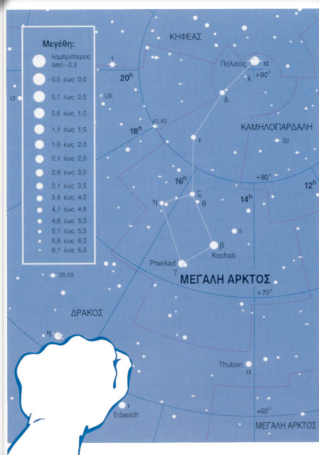 Μεγέθη:
λαμπρότερος
από -0,5
-0,5 έως 0,0
0,1 έως 0,5
0,6 έως 1,0
1,1 έως 1,5
1,6 έως 2,0
2,1 έως 2,5
2,6 έως 3,0
3,1 έως 3,5
3,6 έως 4,0
4,1 έως 4,5
4,6 έως 5,0
5,1 έως 5,5
5,6 έως 6,0
6,1 έως 6,5
ΚΗΦΕΑΣ
Πολικός α
λ +90°
20ʰ
δ
18ʰ
ε
ΚΑΜΗΛΟΠΑΡΔΑΛΗ
+80°
16ʰ
12ʰ
ζ
η θ
14ʰ
β
Kochab
Pherkad
γ
ΜΕΓΑΛΗ ΑΡΚΤΟΣ
+70°
ΔΡΑΚΟΣ
η
Thuban
α
ι
Edasich
+60°
ΜΕΓΑΛΗ ΑΡΚΤΟΣ